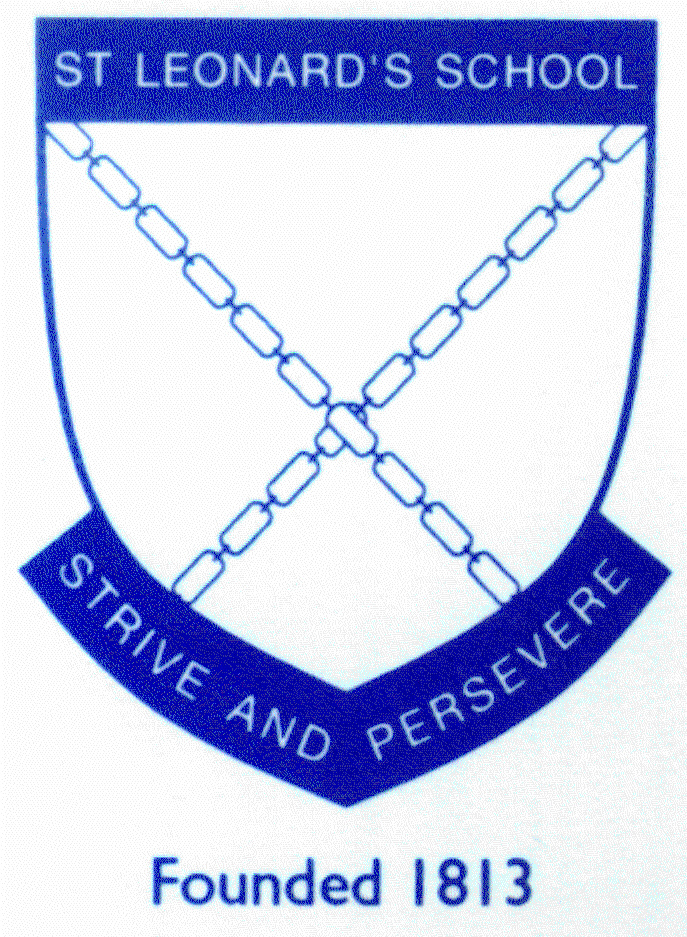 ST LEONARD'S SCHOOL
STRIVE AND PERSEVERE
Founded 1813